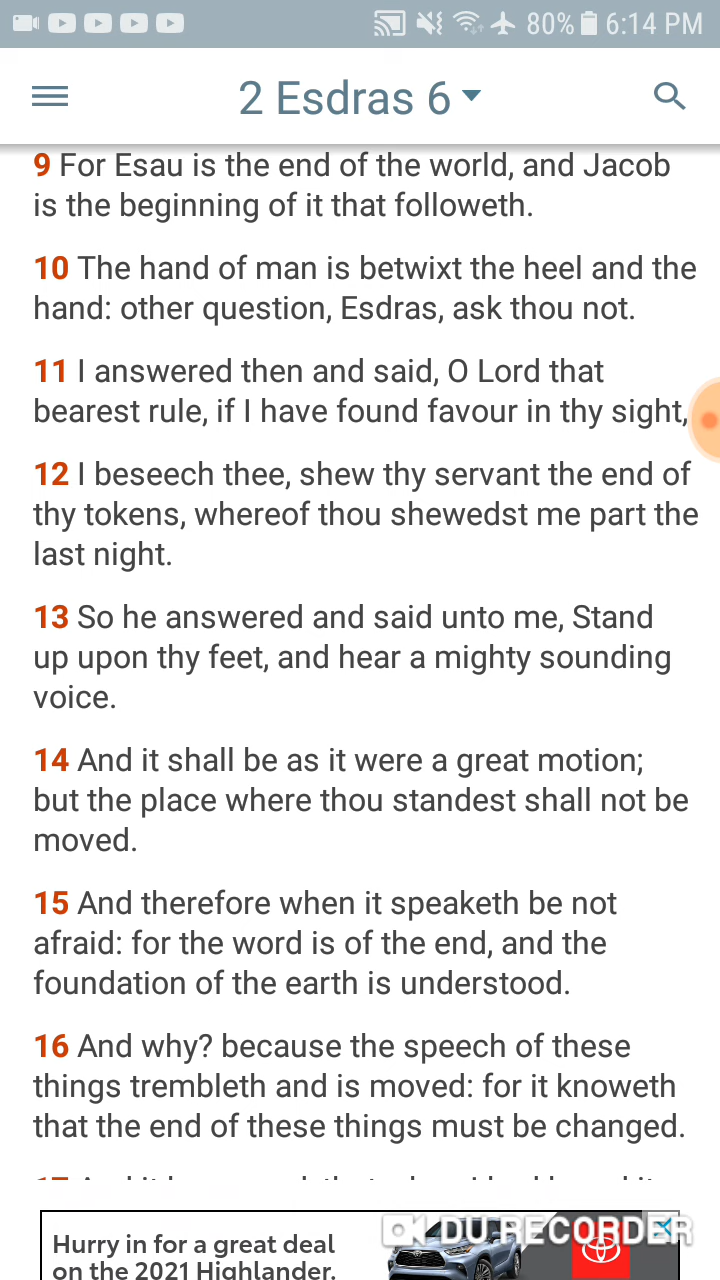 80% 6:14 PM
2 Esdras 6
9 For Esau is the end of the world, and Jacob
is the beginning of it that followeth.
10 The hand of man is betwixt the heel and the
hand: other question, Esdras, ask thou not.
11 I answered then and said, O Lord that
bearest rule, if I have found favour in thy sight,
12 I beseech thee, shew thy servant the end of
thy tokens, whereof thou shewedst me part the
last night.
13 So he answered and said unto me, Stand
up upon thy feet, and hear a mighty sounding
voice.
14 And it shall be as it were a great motion;
but the place where thou standest shall not be
moved.
15 And therefore when it speaketh be not
afraid: for the word is of the end, and the
foundation of the earth is understood.
16 And why? because the speech of these
things trembleth and is moved: for it knoweth
that the end of these things must be changed.
DU RECORDER
Hurry in for a great deal
on the 2021 Highlander.